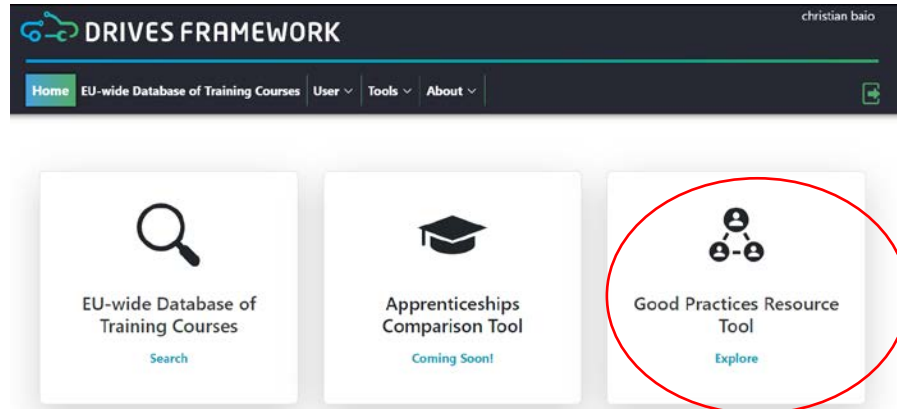 DRIVES FRAMEWORK
christian baio
Home EU-wide Database of Training Courses User Tools About
EU-wide Database of
Training Courses
Search
Apprenticeships
Comparison Tool
Coming Soon!
Good Practices Resource
Tool
Explore